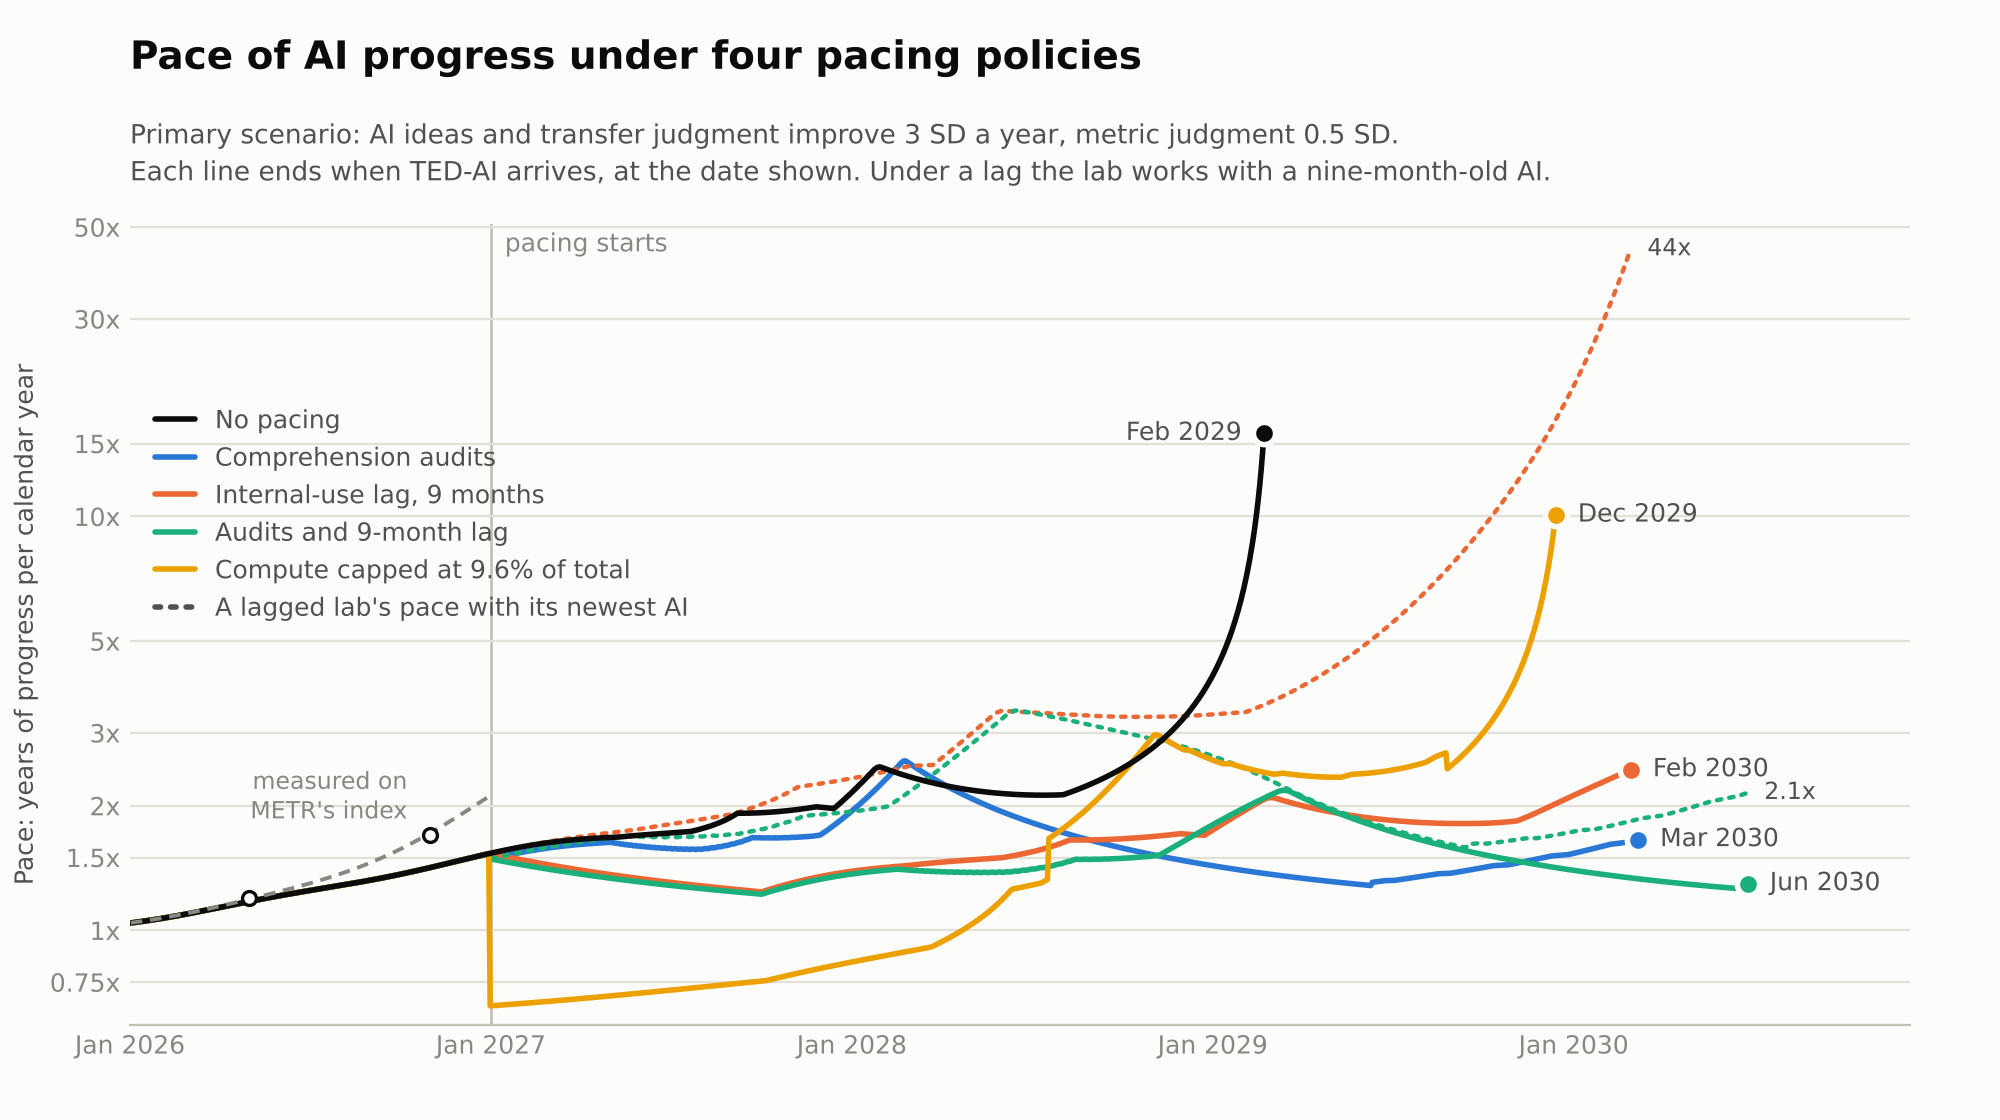 Pace of AI progress under four pacing policies
Primary scenario: AI ideas and transfer judgment improve 3 SD a year, metric judgment 0.5 SD.
Each line ends when TED-AI arrives, at the date shown. Under a lag the lab works with a nine-month-old AI.
Pace: years of progress per calendar year
50x
30x
15x
10x
5x
3x
2x
1.5x
1x
0.75x
pacing starts
No pacing
Comprehension audits
Internal-use lag, 9 months
Audits and 9-month lag
Compute capped at 9.6% of total
A lagged lab's pace with its newest AI
measured on
METR's index
44x
Feb 2029
Dec 2029
Feb 2030
2.1x
Mar 2030
Jun 2030
Jan 2026
Jan 2027
Jan 2028
Jan 2029
Jan 2030